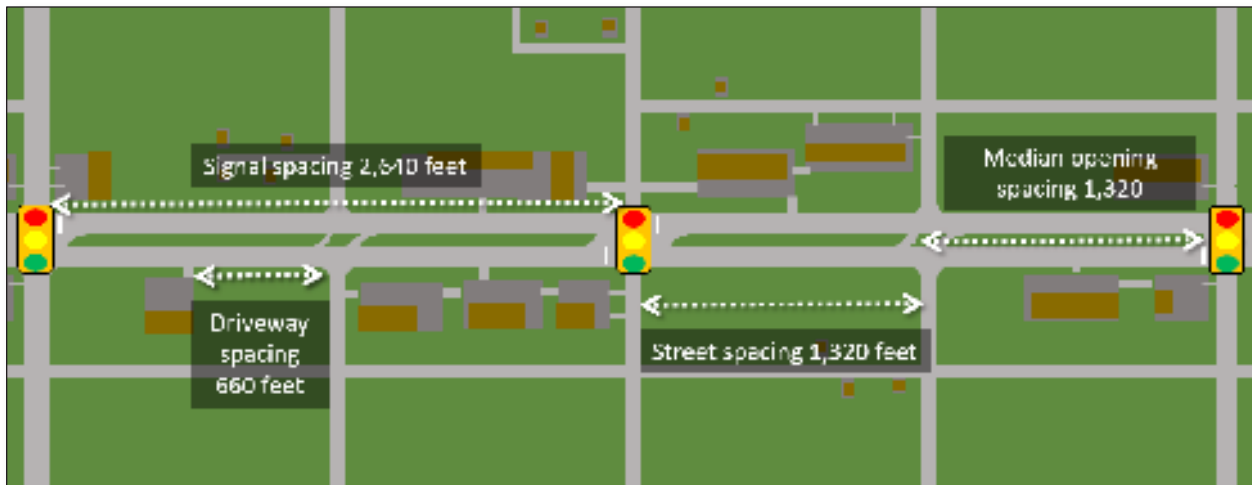 Signal spacing 2,640 feet
Median opening
spacing 1,320
Driveway
spacing
660 feet
Street spacing 1,320 feet